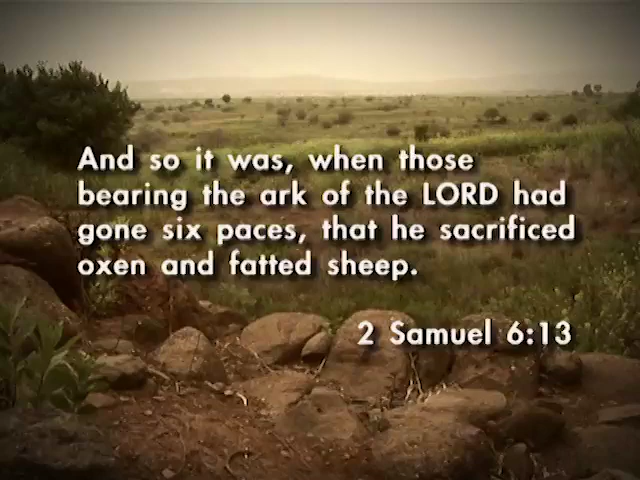 And so it was, when those
bearing the ark of the LORD had
gone six paces, that he sacrificed
oxen and fatted sheep.
2 Samuel 6:13